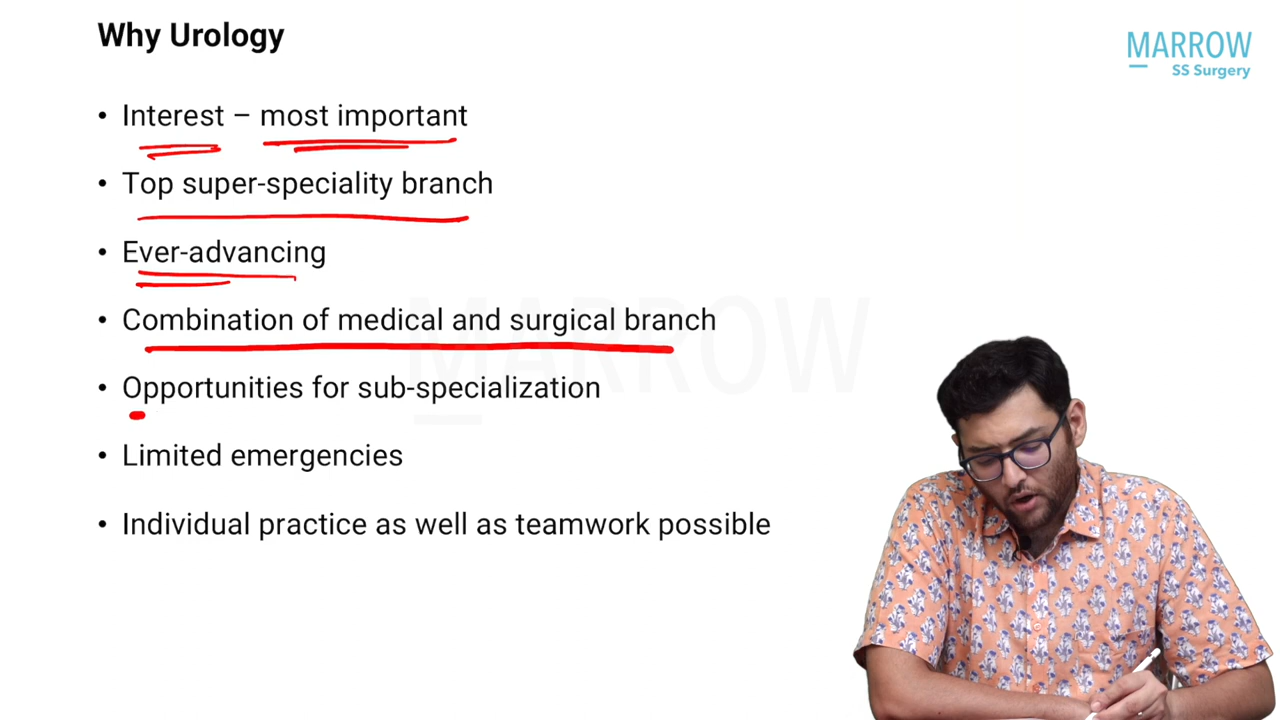 Why Urology
MARROW
SS Surgery
• Interest – most important
• Top super-speciality branch
• Ever-advancing
• Combination of medical and surgical branch
• Opportunities for sub-specialization
• Limited emergencies
• Individual practice as well as teamwork possible
MARROW